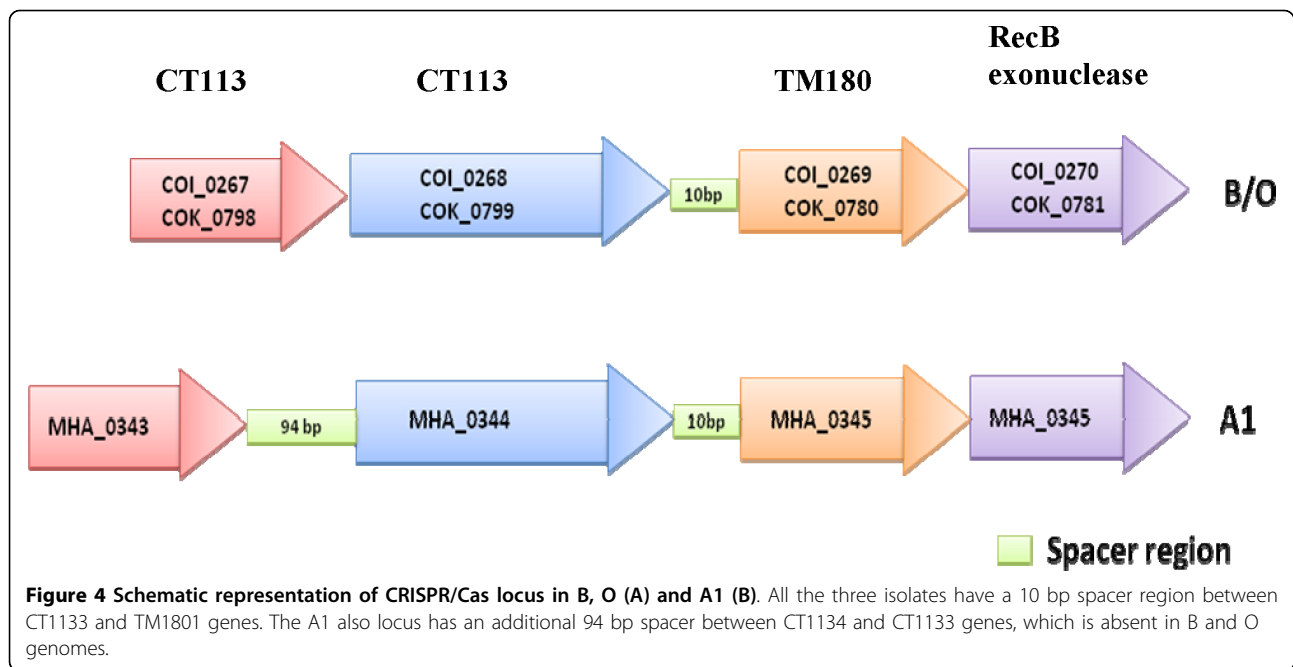 RecB
exonuclease
CT113
CT113
TM180
COI_0267
COK_0798
COI_0268
COK_0799
10bp
COI_0269
COK_0780
COI_0270
COK_0781
B/O
MHA_0343
94 bp
MHA_0344
10bp
MHA_0345
MHA_0345
A1
Spacer region
Figure 4 Schematic representation of CRISPR/Cas locus in B, O (A) and A1 (B). All the three isolates have a 10 bp spacer region between
CT1133 and TM1801 genes. The A1 also locus has an additional 94 bp spacer between CT1134 and CT1133 genes, which is absent in B and O
genomes.